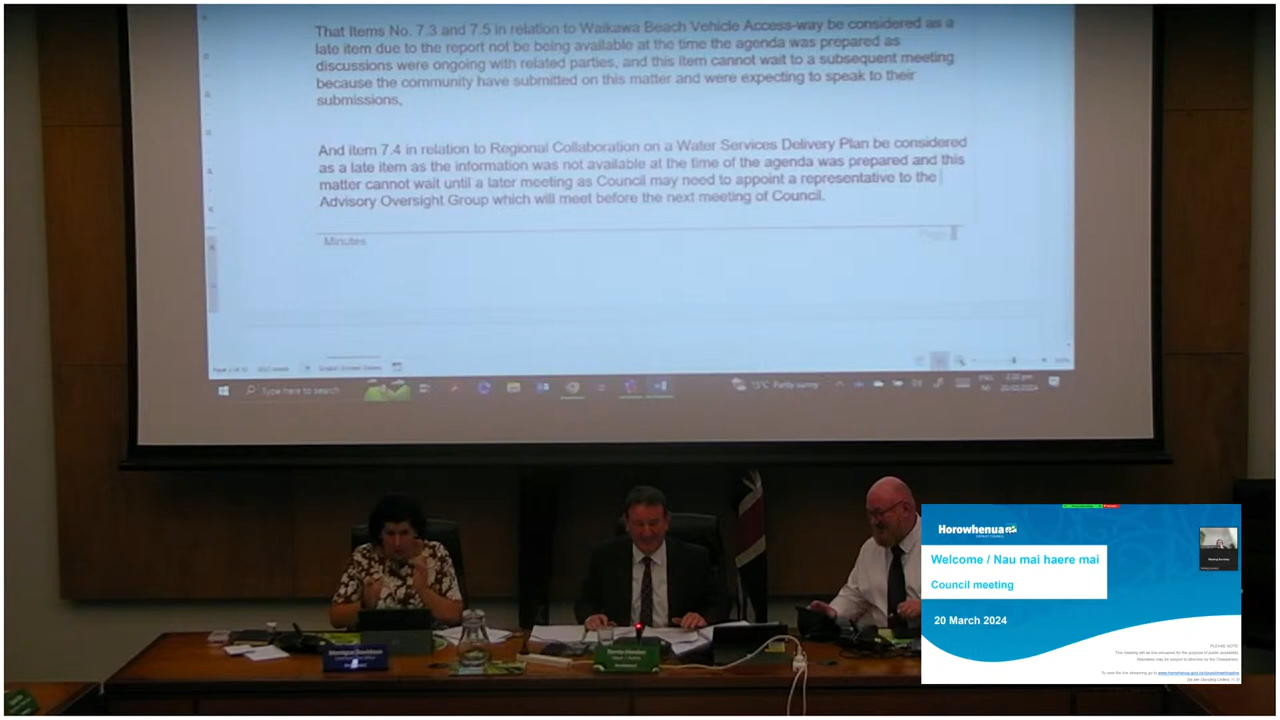 That Items No. 7.3 and 7.5 in relation to Waikawa Beach Vehicle Access-way be considered as a
late item due to the report not be being available at the time the agenda was prepared as
discussions were ongoing with related parties, and this item cannot wait to a subsequent meeting
because the community have submitted on this matter and were expecting to speak to their
submissions,
And item 7.4 in relation to Regional Collaboration on a Water Services Delivery Plan be considered
as a late item as the information was not available at the time of the agenda was prepared and this
matter cannot wait until a later meeting as Council may need to appoint a representative to the
Advisory Oversight Group which will meet before the next meeting of Council.
Minutes
Type here to search
15°C Partly sunny
Horowhenua
Welcome / Nau mai haere mai
Council meeting
20 March 2024
PLEASE NOTE